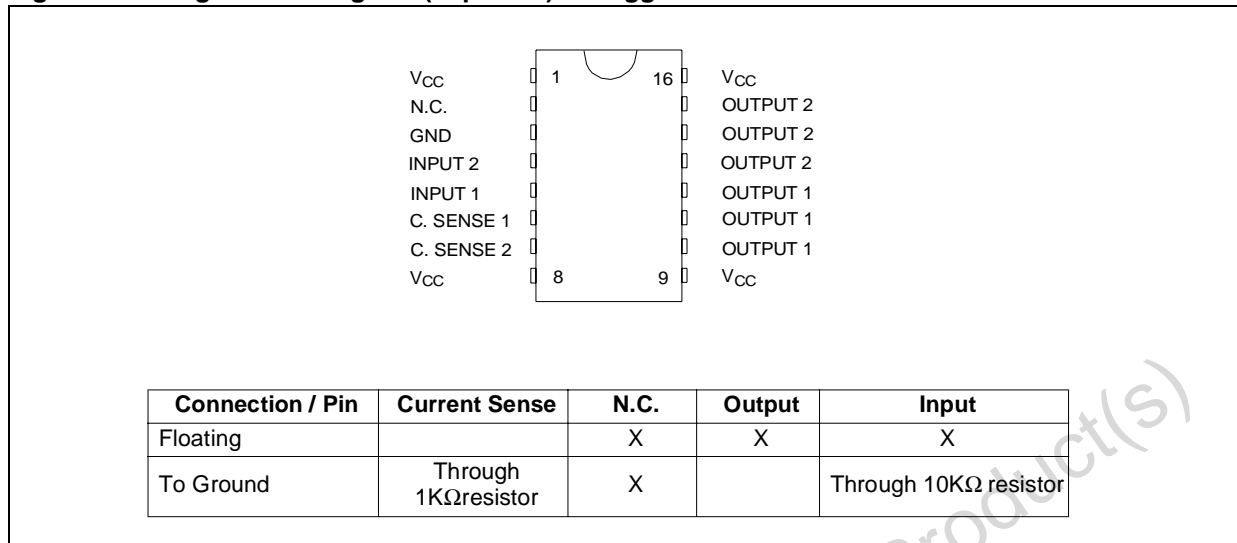 VCC 1 16 VCC
N.C. OUTPUT 2
GND OUTPUT 2
INPUT 2 OUTPUT 2
INPUT 1 OUTPUT 1
C. SENSE 1 OUTPUT 1
C. SENSE 2 OUTPUT 1
VCC 8 9 VCC
Connection / Pin Current Sense N.C. Output Input
Floating X X X
To Ground Through 1KΩresistor X Through 10KΩ resistor